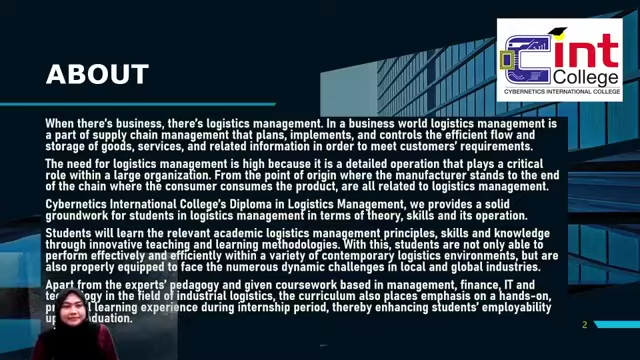 Cint
College
CYBERNETICS INTERNATIONAL COLLEGE
ABOUT
When there's business, there's logistics management. In a business world logistics management is
a part of supply chain management that plans, implements, and controls the efficient flow and
storage of goods, services, and related information in order to meet customers' requirements.
The need for logistics management is high because it is a detailed operation that plays a critical
role within a large organization. From the point of origin where the manufacturer stands to the end
of the chain where the consumer consumes the product, are all related to logistics management.
Cybernetics International College's Diploma in Logistics Management, we provides a solid
groundwork for students in logistics management in terms of theory, skills and its operation.
Students will learn the relevant academic logistics management principles, skills and knowledge
through innovative teaching and learning methodologies. With this, students are not only able to
perform effectively and efficiently within a variety of contemporary logistics environments, but are
also properly equipped to face the numerous dynamic challenges in local and global industries.
Apart from the experts' pedagogy and given coursework based in management, finance, IT and
in the field of industrial logistics, the curriculum also places emphasis on a hands-on,
learning experience during internship period, thereby enhancing students' employability
2